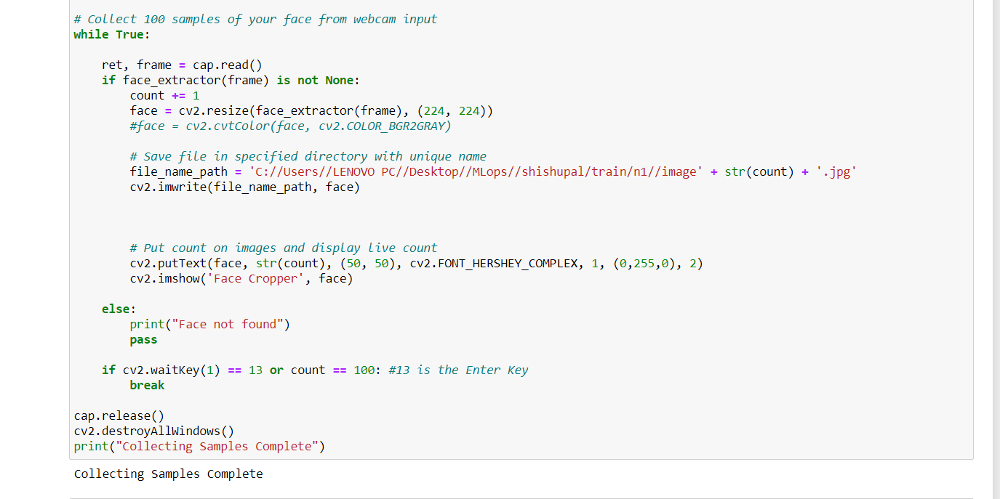 # Collect 100 samples of your face from webcam input
while True:
    ret, frame = cap.read()
    if face_extractor(frame) is not None:
        count += 1
        face = cv2.resize(face_extractor(frame), (224, 224))
        #face = cv2.cvtColor(face, cv2.COLOR_BGR2GRAY)
        # Save file in specified directory with unique name
        file_name_path = 'C://Users//LENOVO PC//Desktop//MLops//shishupal/train/n1//image' + str(count) + '.jpg'
        cv2.imwrite(file_name_path, face)
        # Put count on images and display live count
        cv2.putText(face, str(count), (50, 50), cv2.FONT_HERSHEY_COMPLEX, 1, (0,255,0), 2)
        cv2.imshow('Face Cropper', face)
    else:
        print("Face not found")
        pass
    if cv2.waitKey(1) == 13 or count == 100: #13 is the Enter Key
        break
cap.release()
cv2.destroyAllWindows()
print("Collecting Samples Complete")
Collecting Samples Complete